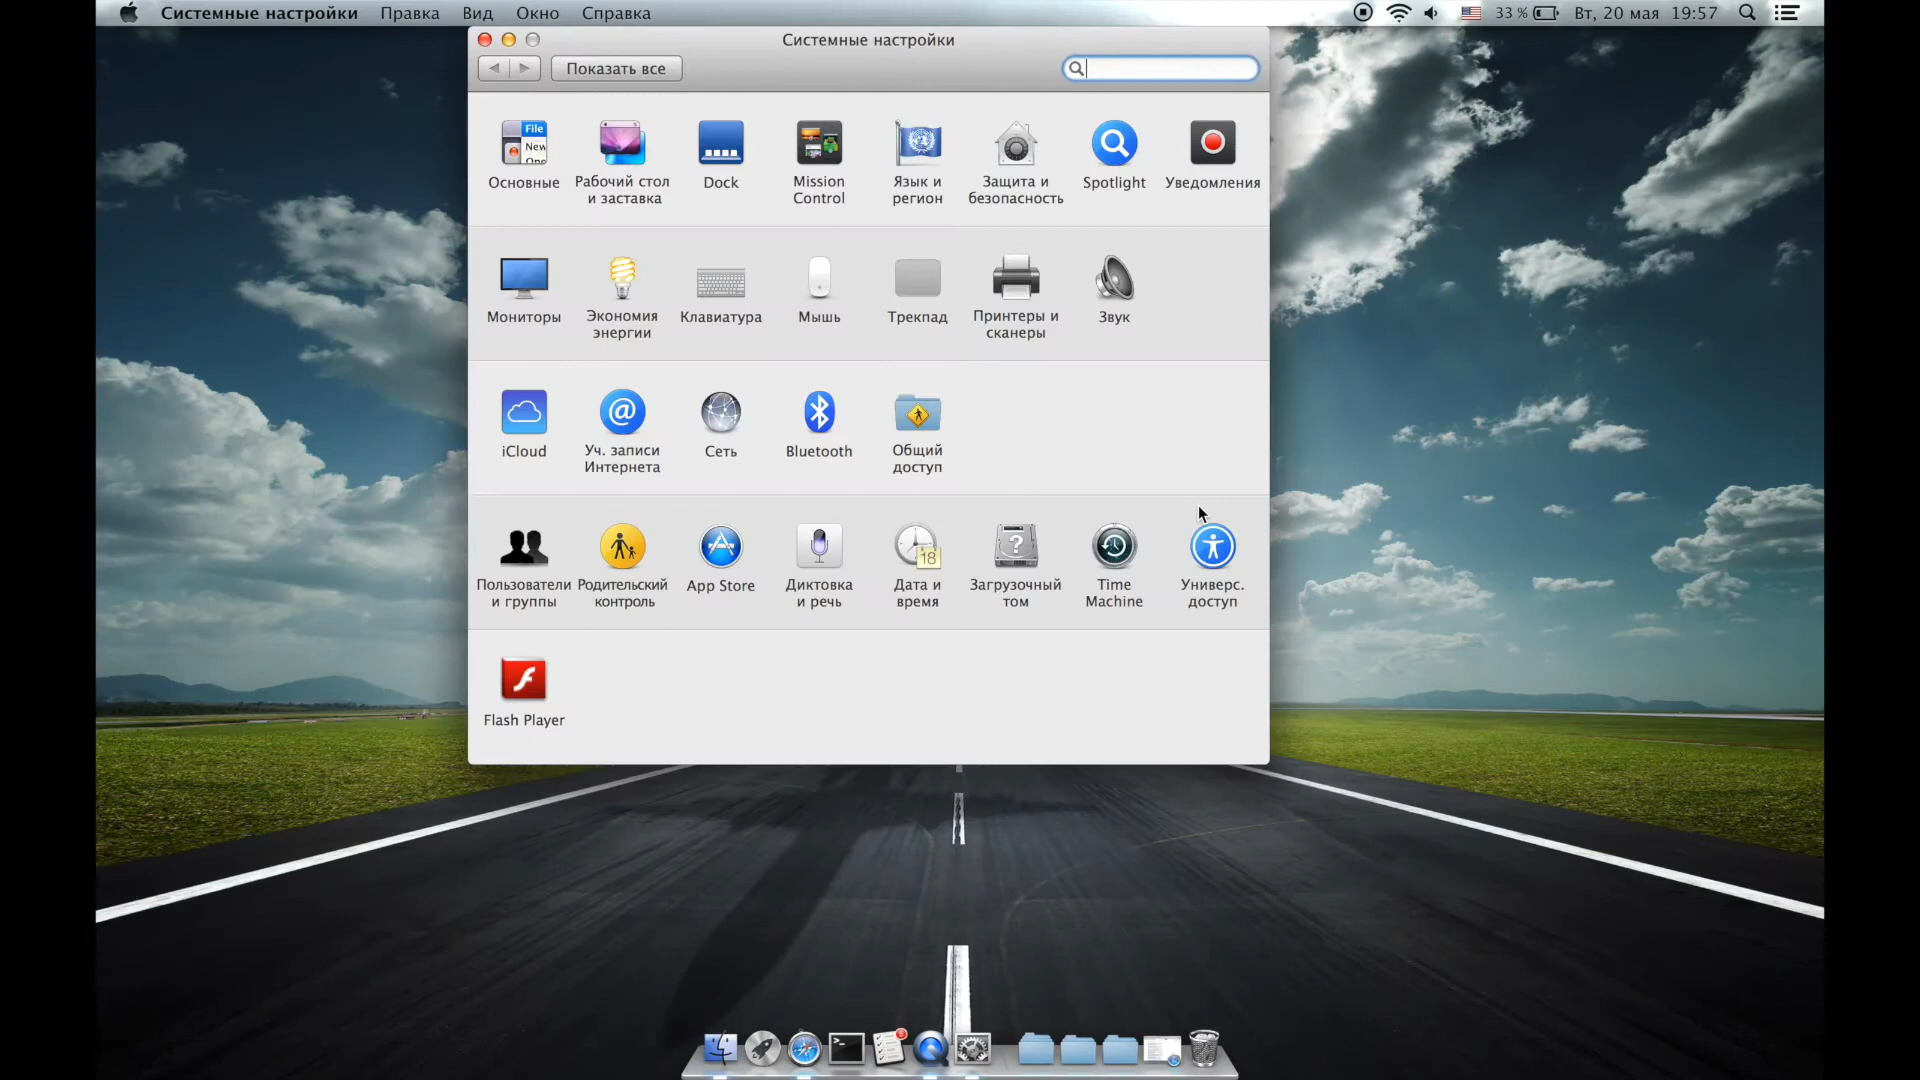 Системные настройки Правка Вид Окно Справка 33 % Вт, 20 мая 19:57
Системные настройки
Показать все
File
New
One
Основные
Рабочий стол
и заставка
Dock
Mission
Control
Язык и
регион
Защита и
безопасность
Spotlight
Уведомления
Мониторы
Экономия
энергии
Клавиатура
Мышь
Трекпад
Принтеры и
сканеры
Звук
iCloud
Уч. записи
Интернета
Сеть
Bluetooth
Общий
доступ
18
Пользователи
и группы
Родительский
контроль
App Store
Диктовка
и речь
Дата и
время
Загрузочный
том
Time
Machine
Универс.
доступ
Flash Player